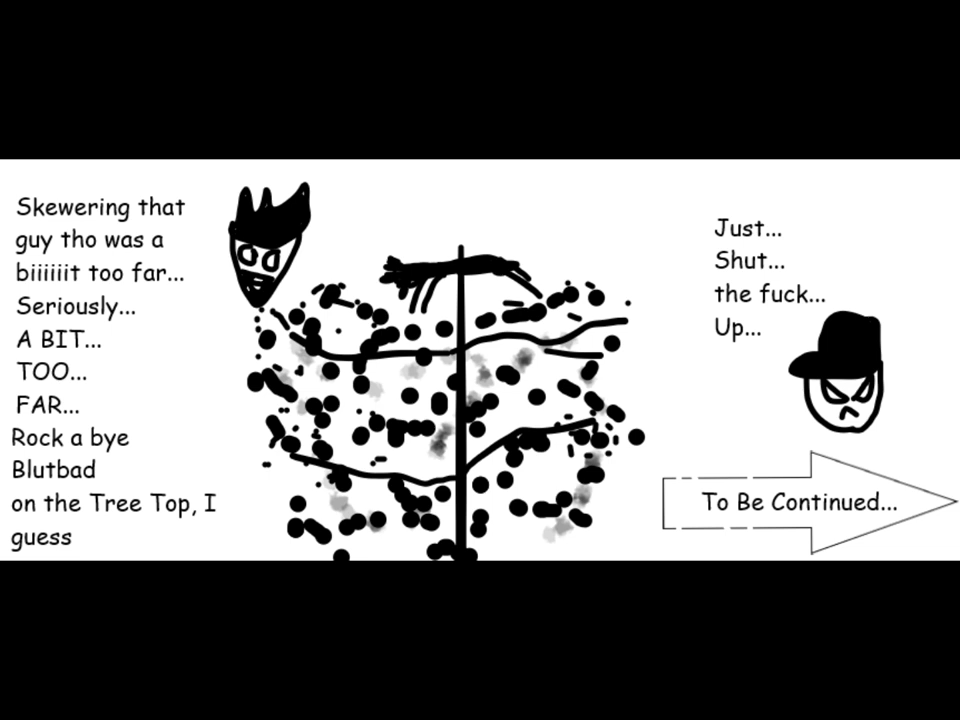 Skewering that
guy tho was a
biiiiiit too far...
Seriously...
A BIT...
TOO...
FAR...
Rock a bye
Blutbad
on the Tree Top, I
guess
Just...
Shut...
the fuck...
Up...
To Be Continued...